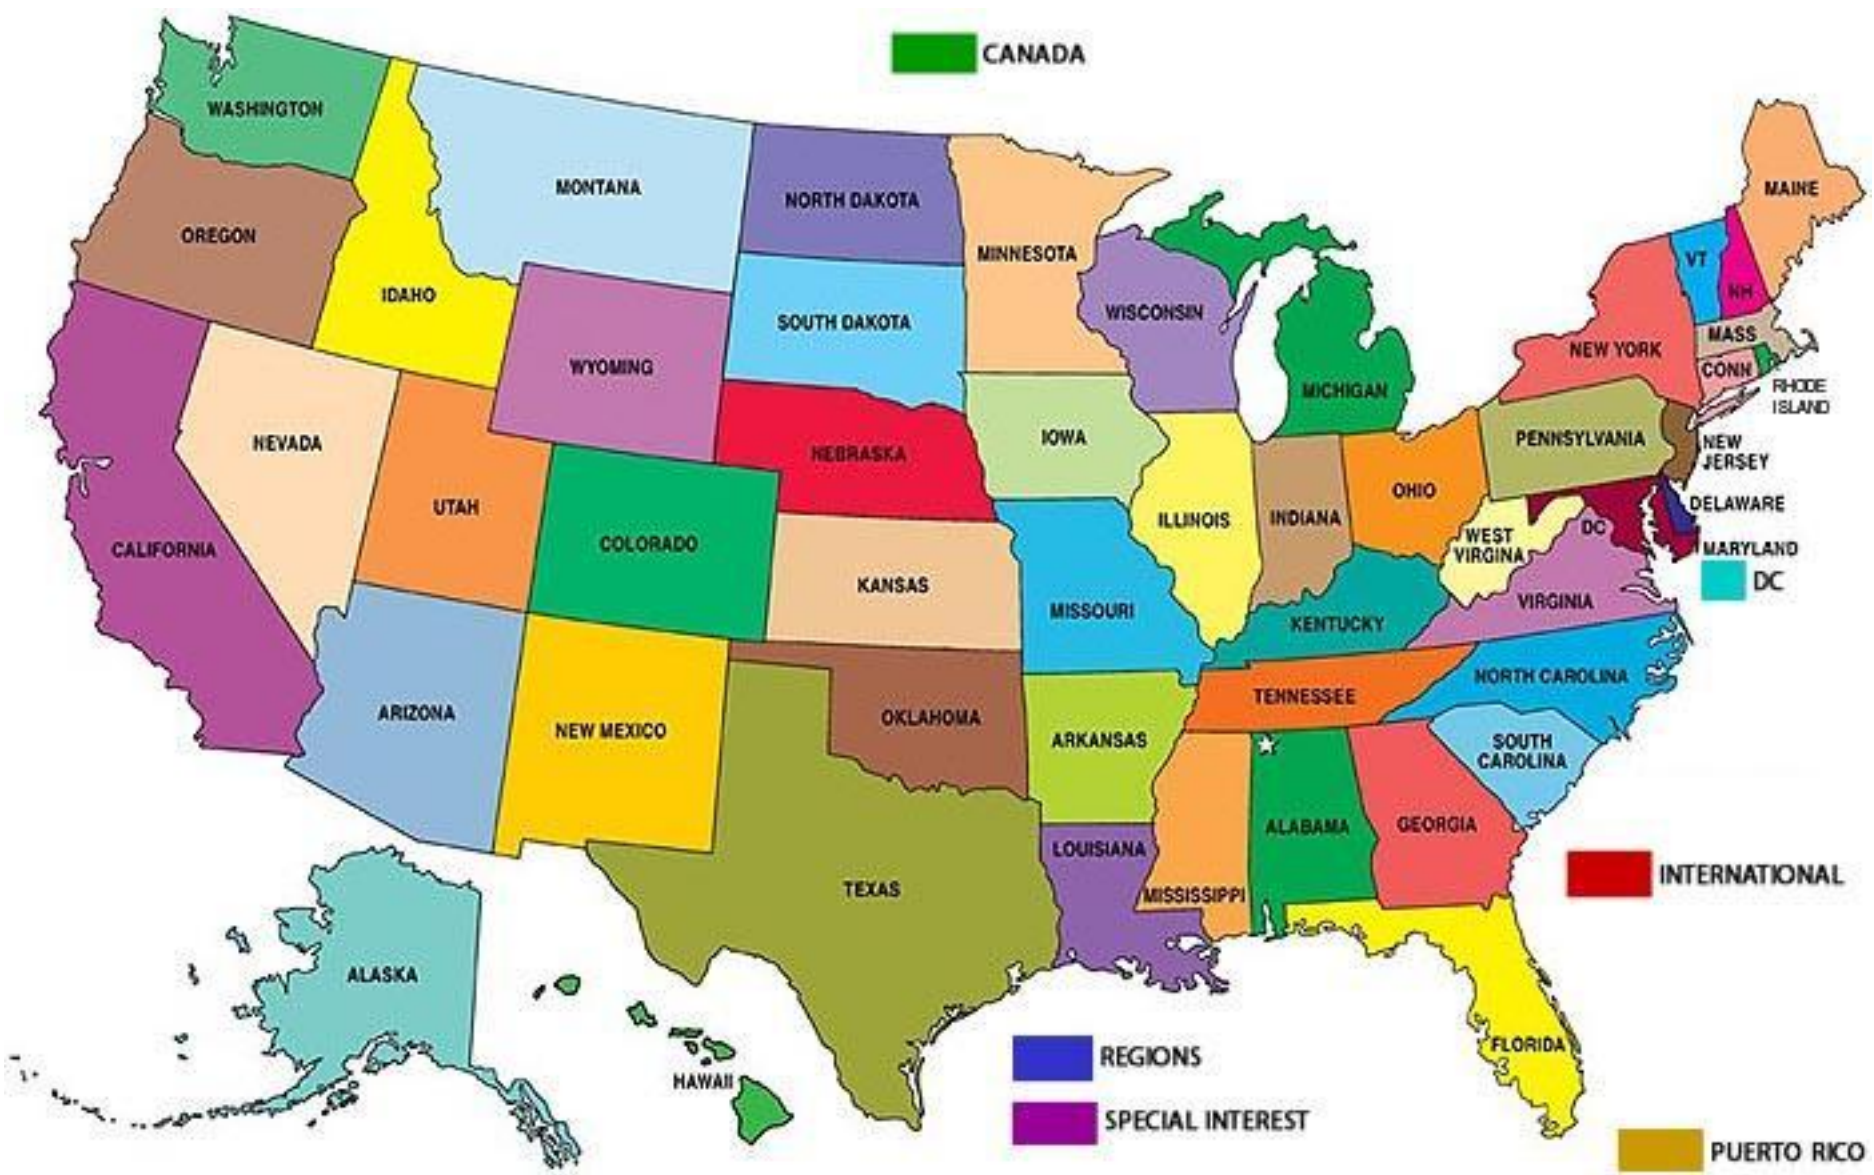 CANADA
WASHINGTON
MONTANA
MAINE
NORTH DAKOTA
OREGON
MINNESOTA
VT
NH
IDAHO
WISCONSIN
SOUTH DAKOTA
MASS
NEW YORK
WYOMING
CONN
MICHIGAN
RHODE
ISLAND
NEVADA
IOWA
PENNSYLVANIA
NEW
JERSEY
NEBRASKA
OHIO
UTAH
DELAWARE
ILLINOIS
INDIANA
DC
WEST
VIRGINA
COLORADO
CALIFORNIA
MARYLAND
DC
KANSAS
VIRGINIA
MISSOURI
KENTUCKY
NORTH CAROLINA
TENNESSEE
ARIZONA
OKLAHOMA
NEW MEXICO
ARKANSAS
SOUTH
CAROLINA
ALABAMA
GEORGIA
LOUISIANA
INTERNATIONAL
TEXAS
MISSISSIPPI
ALASKA
FLORIDA
REGIONS
HAWAII
SPECIAL INTEREST
PUERTO RICO